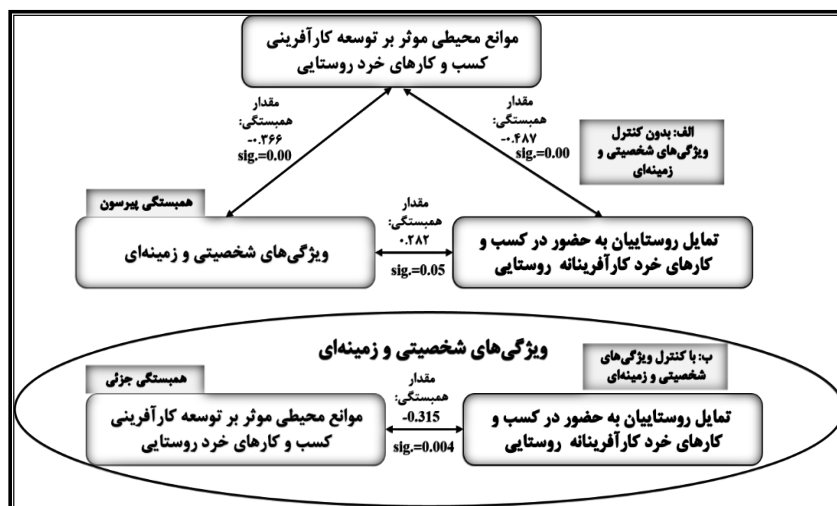 موانع محیطی موثر بر توسعه کارآفرینی
کسب و کارهای خرد روستایی
مقدار
همبستگی:
-۰.۳۶۶
sig.=0.00
مقدار
همبستگی:
-۰.۴۸۷
sig.=0.00
الف: بدون کنترل
ویژگی‌های شخصیتی و
زمینه‌ای
همبستگی پیرسون
ویژگی‌های شخصیتی و زمینه‌ای
مقدار
همبستگی:
۰.۲۸۲
sig.=0.05
تمایل روستاییان به حضور در کسب و
کارهای خرد کارآفرینانه روستایی
ویژگی‌های شخصیتی و زمینه‌ای
ب: با کنترل ویژگی‌های
شخصیتی و زمینه‌ای
همبستگی جزئی
موانع محیطی موثر بر توسعه کارآفرینی
کسب و کارهای خرد روستایی
مقدار
همبستگی:
-0.315
sig.=0.004
تمایل روستاییان به حضور در کسب و
کارهای خرد کارآفرینانه روستایی